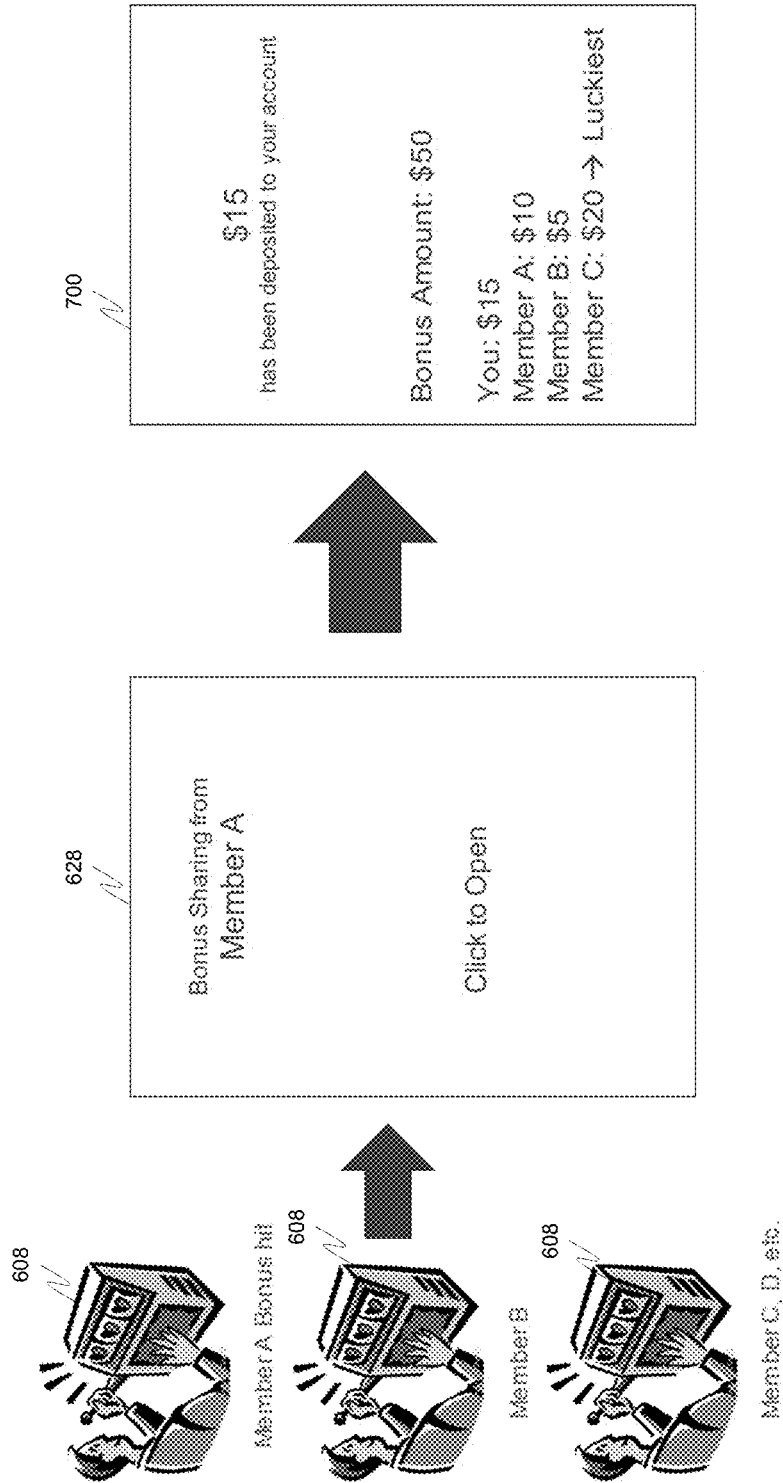 608
Member A Bonus hit
608
Member B
608
Member C, D, etc.
628
Bonus Sharing from
Member A
Click to Open
700
$15
has been deposited to your account
Bonus Amount: $50
You: $15
Member A: $10
Member B: $5
Member C: $20 → Luckiest